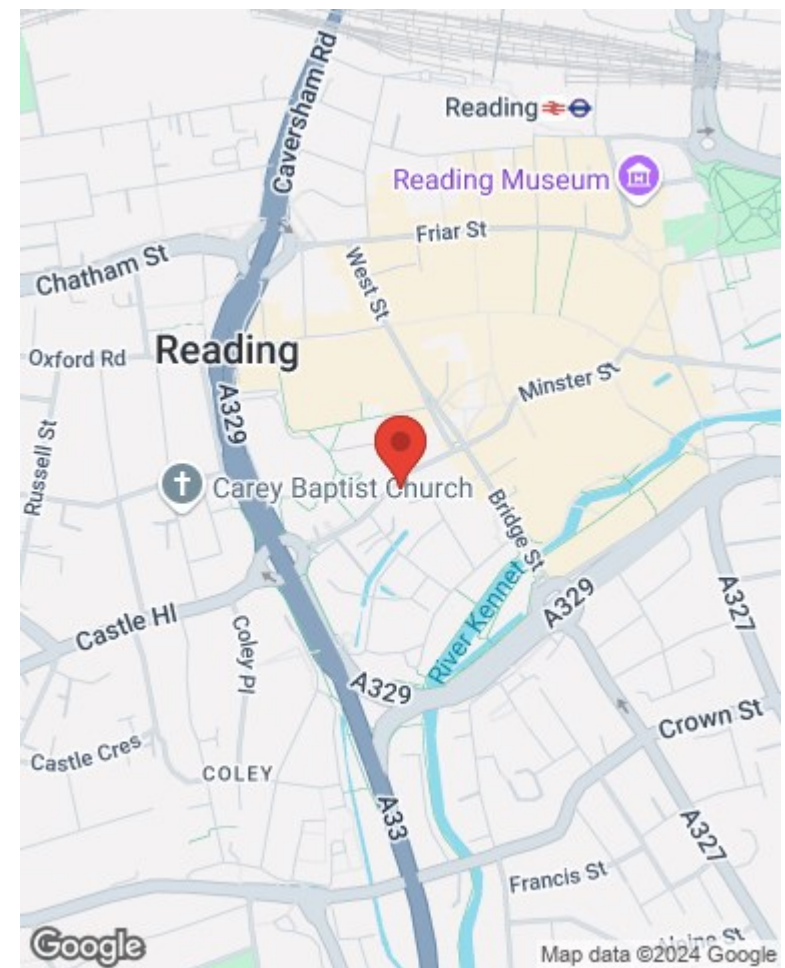 Caversham Rd
Reading
Reading Museum
Friar St
Chatham St
West St
Oxford Rd
Reading
Minster St
A329
Russell St
Carey Baptist Church
Bridge St
Castle Hl
Coley Pl
River Kennet
A329
A327
A329
Crown St
Castle Cres
COLEY
A33
A327
Francis St
Alpine St
Google
Map data ©2024 Google